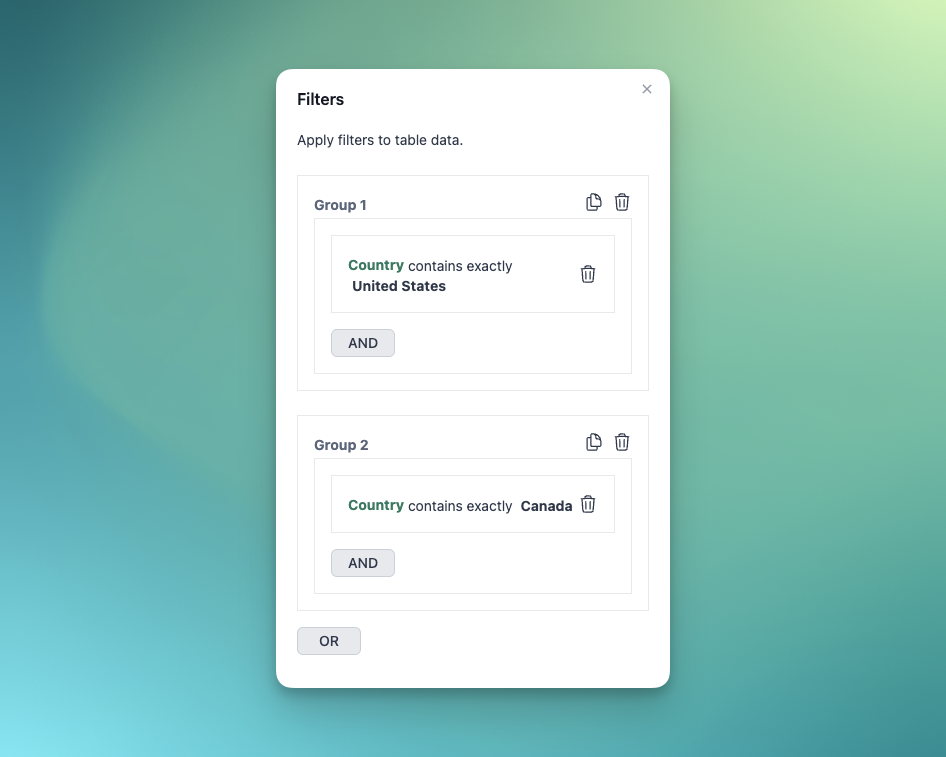 Filters
Apply filters to table data.
Group 1
Country contains exactly
United States
AND
Group 2
Country contains exactly Canada
AND
OR